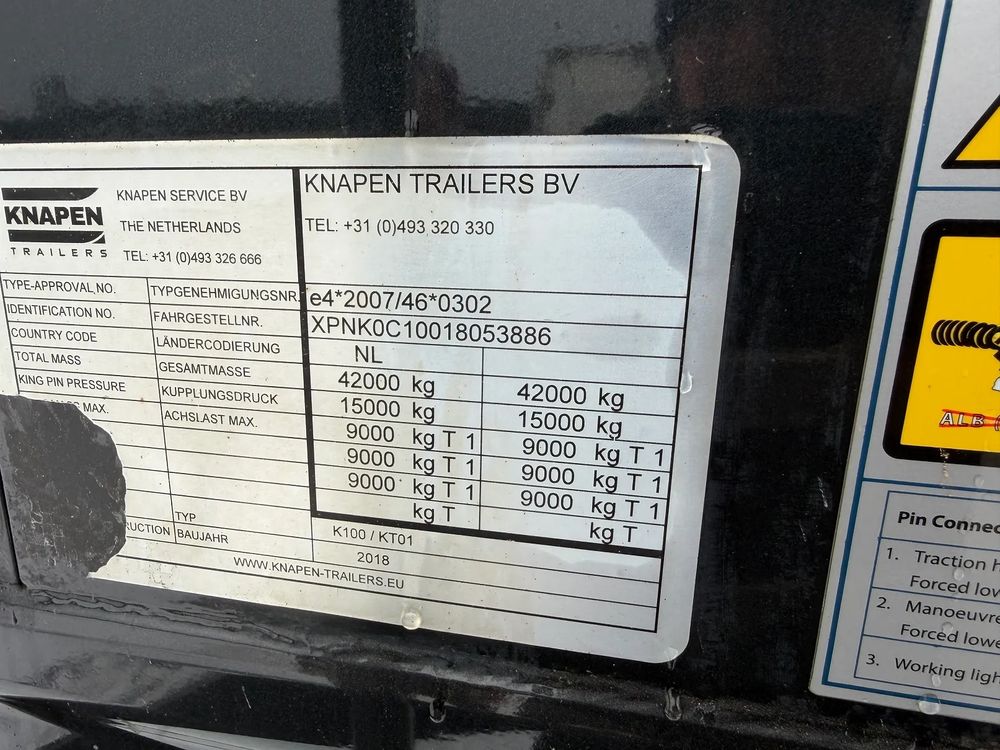 KNAPEN
TRAILERS
KNAPEN SERVICE BV
THE NETHERLANDS
TEL: +31 (0)493 326 666
KNAPEN TRAILERS BV
TEL: +31 (0)493 320 330
TYPE-APPROVAL,NO. TYPGENEHMIGUNGSNR. e4*2007/46*0302
IDENTIFICATION NO. FAHRGESTELLNR. XPNK0C10018053886
COUNTRY CODE LÄNDERCODIERUNG NL
TOTAL MASS GESAMTMASSE 42000 kg 42000 kg
KING PIN PRESSURE KUPPLUNGSDRUCK 15000 kg 15000 kg
MAX. ACHSLAST MAX. 9000 kg T 1 9000 kg T 1
9000 kg T 1 9000 kg T 1
9000 kg T 1 9000 kg T 1
kg T kg T
TYP K100 / KT01
RUCTION BAUJAHR 2018
WWW.KNAPEN-TRAILERS.EU
ALB
Pin Connec
1. Traction h
Forced low
2. Manoeuvre
Forced lowe
3. Working ligh